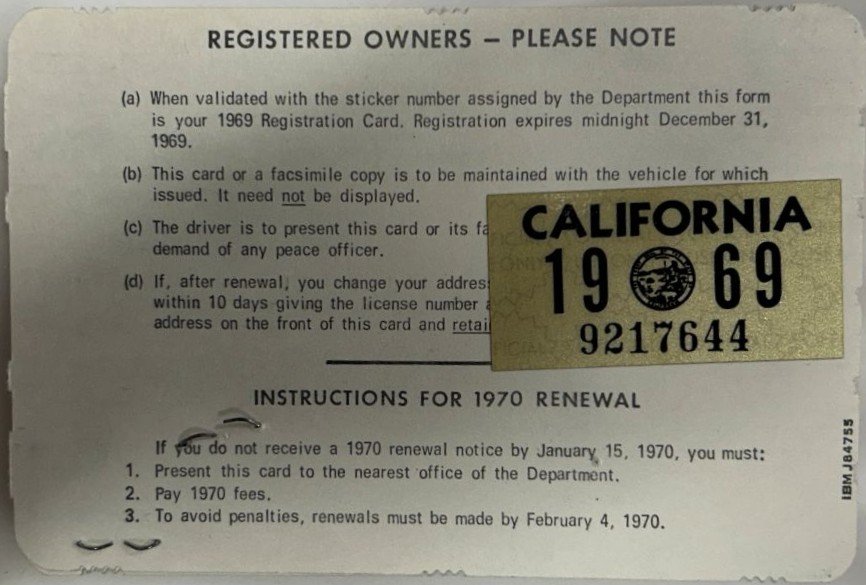 REGISTERED OWNERS – PLEASE NOTE
(a) When validated with the sticker number assigned by the Department this form
is your 1969 Registration Card. Registration expires midnight December 31,
1969.
(b) This card or a facsimile copy is to be maintained with the vehicle for which
issued. It need not be displayed.
(c) The driver is to present this card or its
demand of any peace officer.
(d) If, after renewal, you change your
within 10 days giving the license number
address on the front of this card and
CALIFORNIA
19 69
9217644
INSTRUCTIONS FOR 1970 RENEWAL
If you do not receive a 1970 renewal notice by January 15, 1970, you must:
1. Present this card to the nearest office of the Department.
2. Pay 1970 fees.
3. To avoid penalties, renewals must be made by February 4, 1970.
IBM J84755